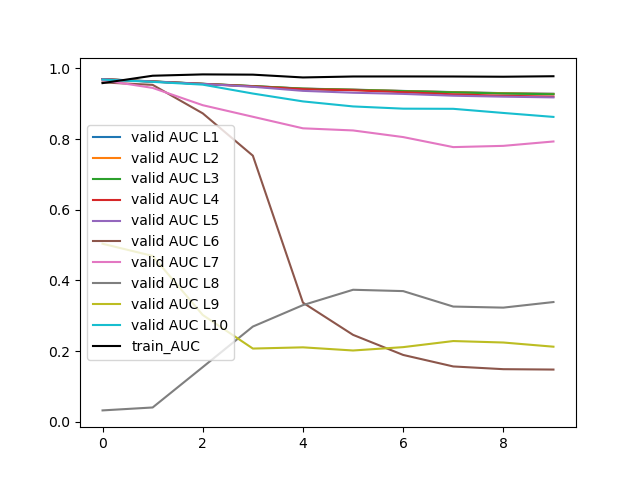 1.0
0.8
0.6
0.4
0.2
0.0
valid AUC L1
valid AUC L2
valid AUC L3
valid AUC L4
valid AUC L5
valid AUC L6
valid AUC L7
valid AUC L8
valid AUC L9
valid AUC L10
train_AUC
0 2 4 6 8